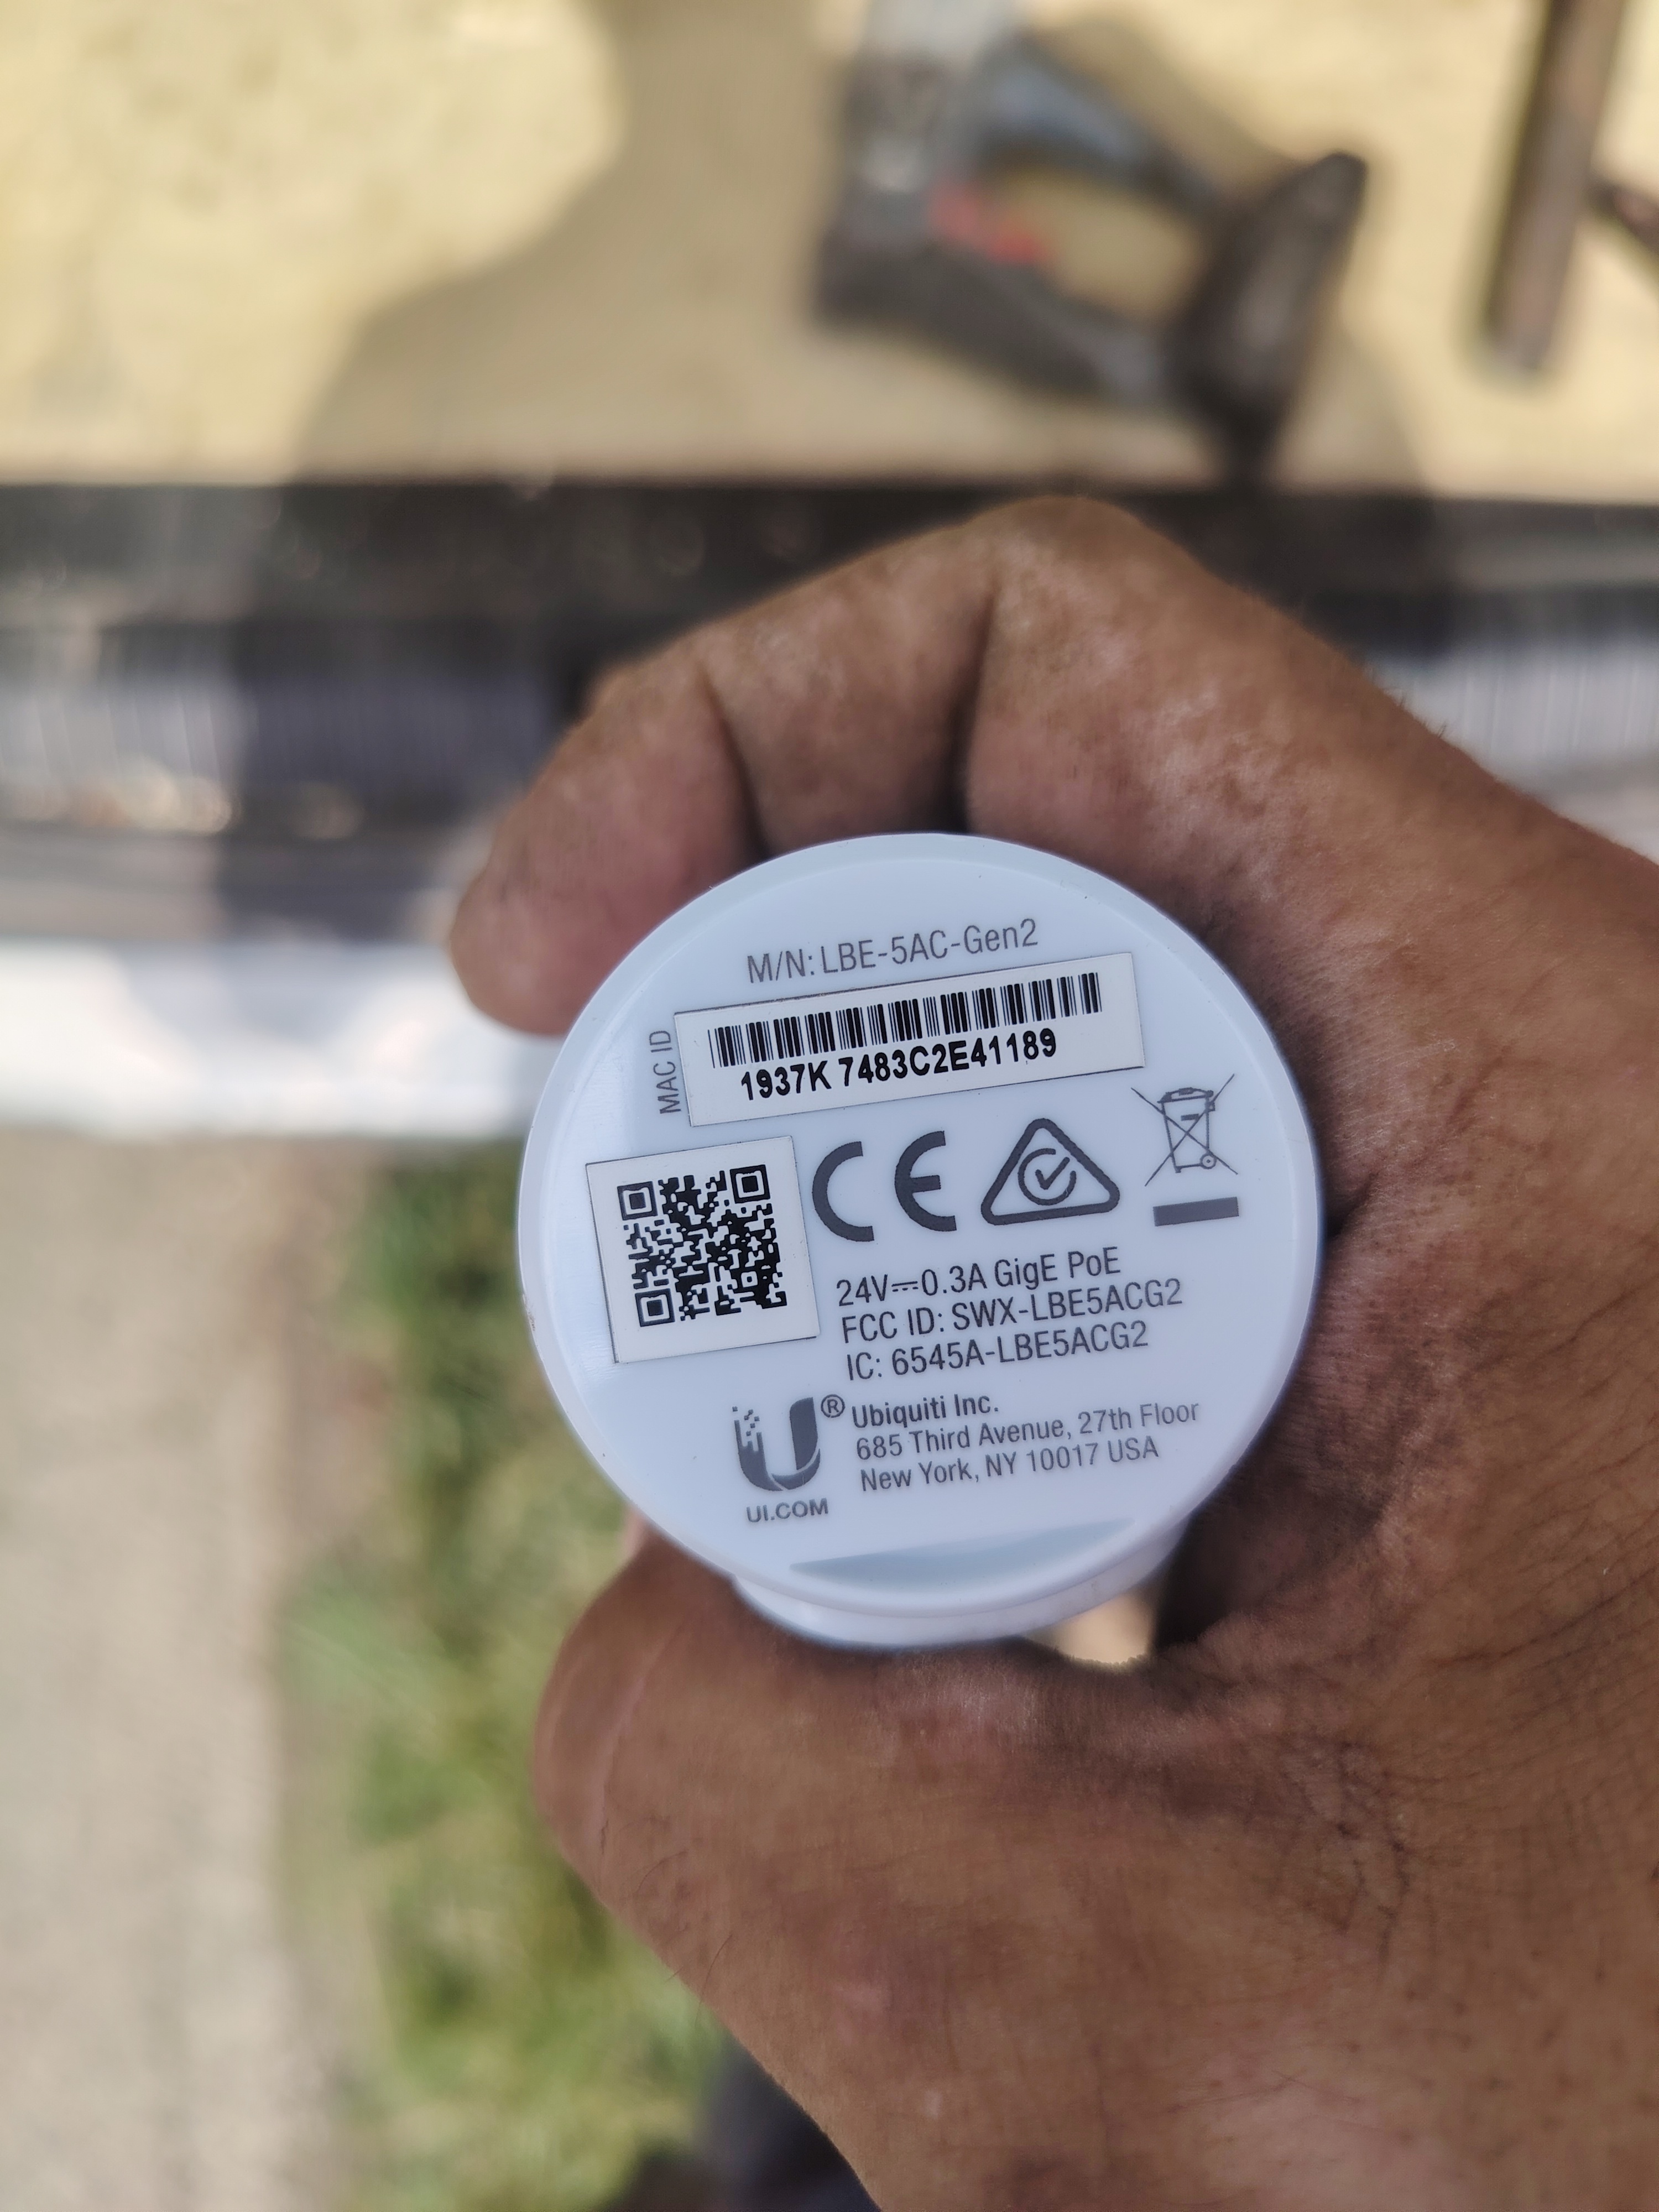 M/N: LBE-5AC-Gen2
MAC ID
1937K 7483C2E41189
24V⎓0.3A GigE PoE
FCC ID: SWX-LBE5ACG2
IC: 6545A-LBE5ACG2
® Ubiquiti Inc.
685 Third Avenue, 27th Floor
New York, NY 10017 USA
UI.COM